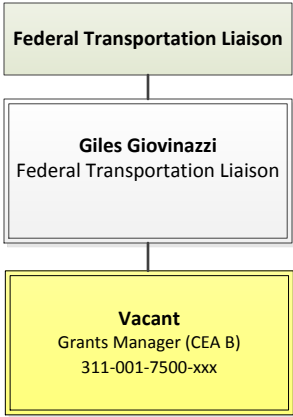 Federal Transportation Liaison
Giles Giovinazzi
Federal Transportation Liaison
Vacant
Grants Manager (CEA B)
311-001-7500-xxx